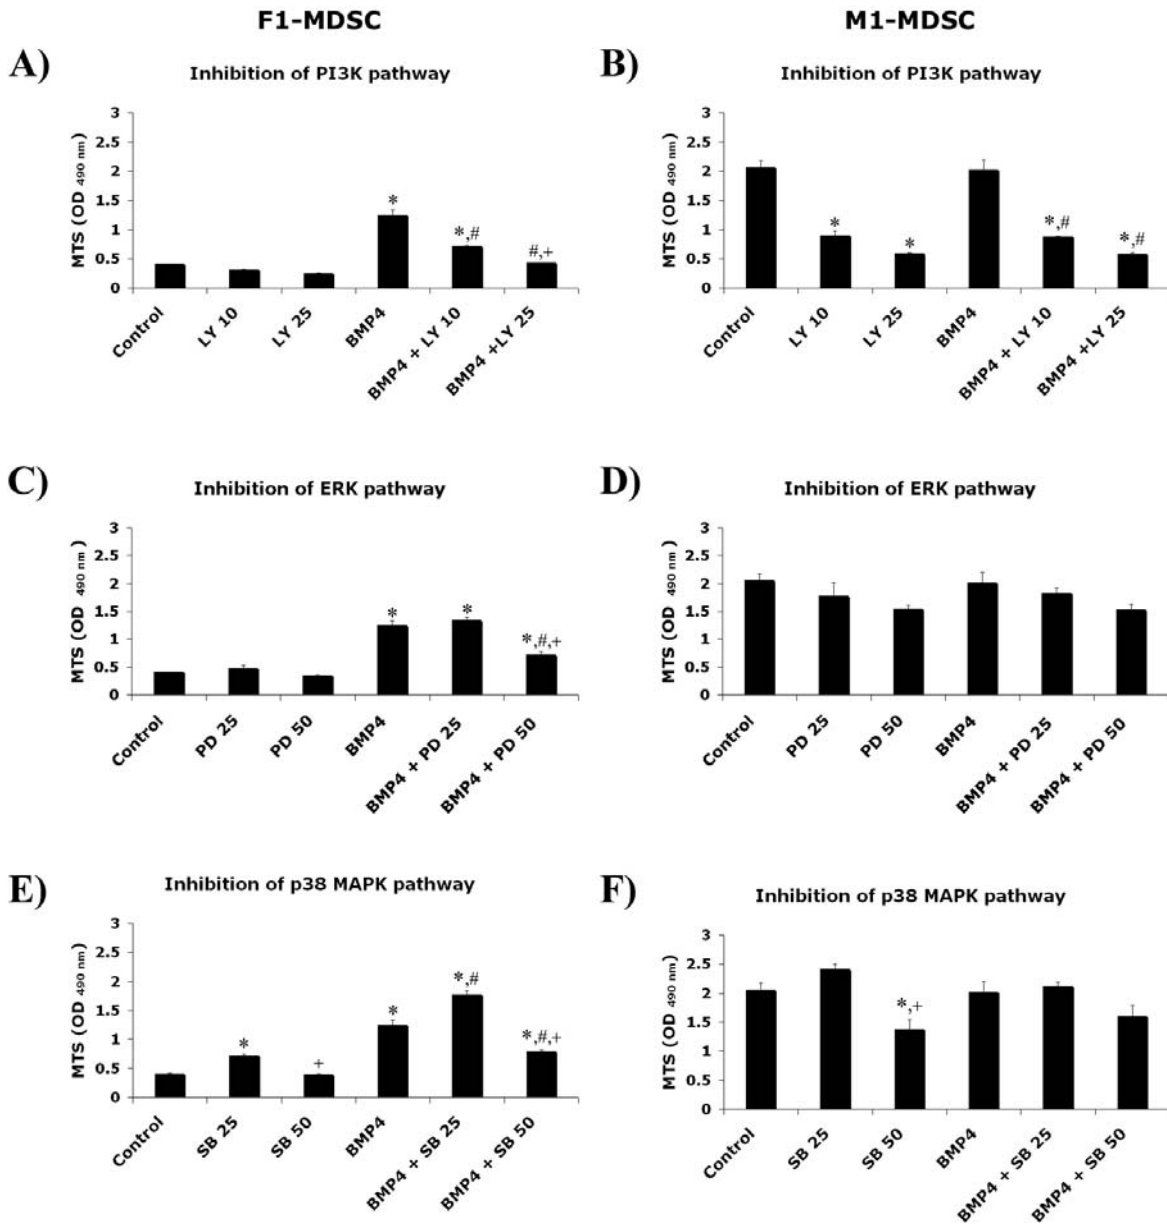 F1-MDSC
M1-MDSC
A)
Inhibition of PI3K pathway
MTS (OD 490 nm)
3
2.5
2
1.5
1
0.5
0
*
*,#
#,+
Control
LY 10
LY 25
BMP4
BMP4 + LY 10
BMP4 +LY 25
B)
Inhibition of PI3K pathway
MTS (OD 490 nm)
3
2.5
2
1.5
1
0.5
0
*
*
*,#
*,#
Control
LY 10
LY 25
BMP4
BMP4 + LY 10
BMP4 + LY 25
C)
Inhibition of ERK pathway
MTS (OD 490 nm)
3
2.5
2
1.5
1
0.5
0
*
*
*,#,+
Control
PD 25
PD 50
BMP4
BMP4 + PD 25
BMP4 + PD 50
D)
Inhibition of ERK pathway
MTS (OD 490 nm)
3
2.5
2
1.5
1
0.5
0
Control
PD 25
PD 50
BMP4
BMP4 + PD 25
BMP4 + PD 50
E)
Inhibition of p38 MAPK pathway
MTS (OD 490 nm)
3
2.5
2
1.5
1
0.5
0
*
+
*
*,#
*,#,+
Control
SB 25
SB 50
BMP4
BMP4 + SB 25
BMP4 + SB 50
F)
Inhibition of p38 MAPK pathway
MTS (OD 490 nm)
3
2.5
2
1.5
1
0.5
0
*,+
Control
SB 25
SB 50
BMP4
BMP4 + SB 25
BMP4 + SB 50